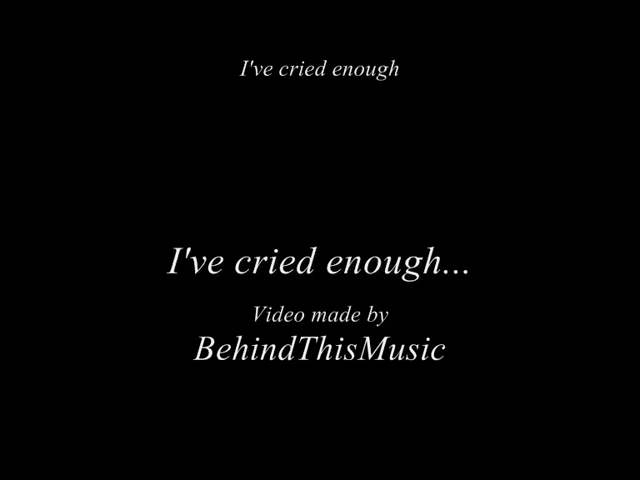 I've cried enough
I've cried enough...
Video made by
BehindThisMusic